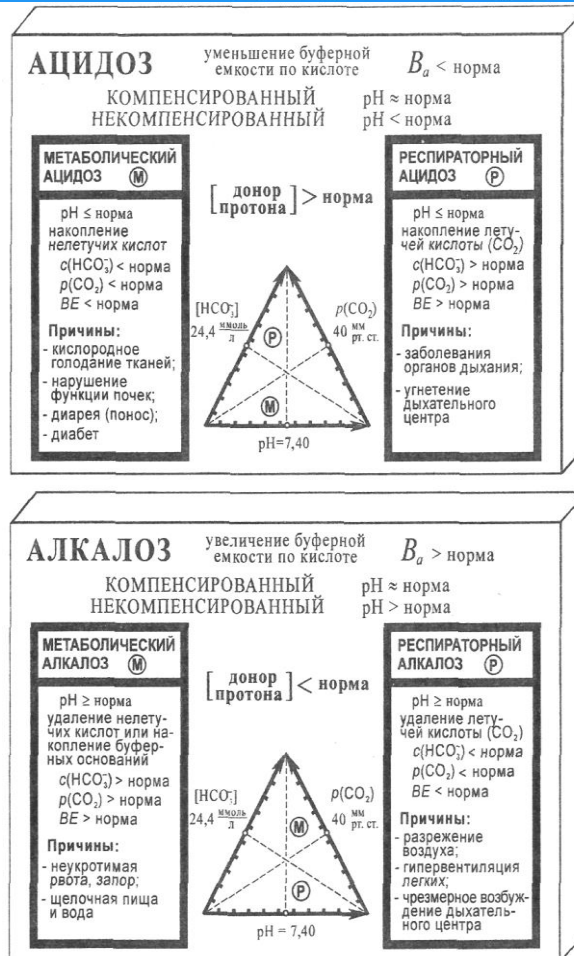 АЦИДОЗ
уменьшение буферной
емкости по кислоте
Bₐ < норма
КОМПЕНСИРОВАННЫЙ pH ≈ норма
НЕКОМПЕНСИРОВАННЫЙ pH < норма
МЕТАБОЛИЧЕСКИЙ
АЦИДОЗ М
pH ≤ норма
накопление
нелетучих кислот
c(HCO₃⁻) < норма
p(CO₂) < норма
BE < норма
Причины:
- кислородное
голодание тканей;
- нарушение
функции почек;
- диарея (понос);
- диабет
[донор
протона] > норма
[HCO₃⁻]
24,4 ммоль/л
p(CO₂)
40 мм рт. ст.
Р
М
pH=7,40
РЕСПИРАТОРНЫЙ
АЦИДОЗ Р
pH ≤ норма
накопление лету-
чей кислоты (CO₂)
c(HCO₃⁻) > норма
p(CO₂) > норма
BE > норма
Причины:
- заболевания
органов дыхания;
- угнетение
дыхательного
центра
АЛКАЛОЗ
увеличение буферной
емкости по кислоте
Bₐ > норма
КОМПЕНСИРОВАННЫЙ pH ≈ норма
НЕКОМПЕНСИРОВАННЫЙ pH > норма
МЕТАБОЛИЧЕСКИЙ
АЛКАЛОЗ М
pH ≥ норма
удаление нелету-
чих кислот или на-
копление буфер-
ных оснований
c(HCO₃⁻) > норма
p(CO₂) > норма
BE > норма
Причины:
- неукротимая
рвота, запор;
- щелочная пища
и вода
[донор
протона] < норма
[HCO₃⁻]
24,4 ммоль/л
p(CO₂)
40 мм рт. ст.
М
Р
pH = 7,40
РЕСПИРАТОРНЫЙ
АЛКАЛОЗ Р
pH ≥ норма
удаление лету-
чей кислоты (CO₂)
c(HCO₃⁻) < норма
p(CO₂) < норма
BE < норма
Причины:
- разрежение
воздуха;
- гипервентиляция
легких;
- чрезмерное возбуж-
дение дыхатель-
ного центра